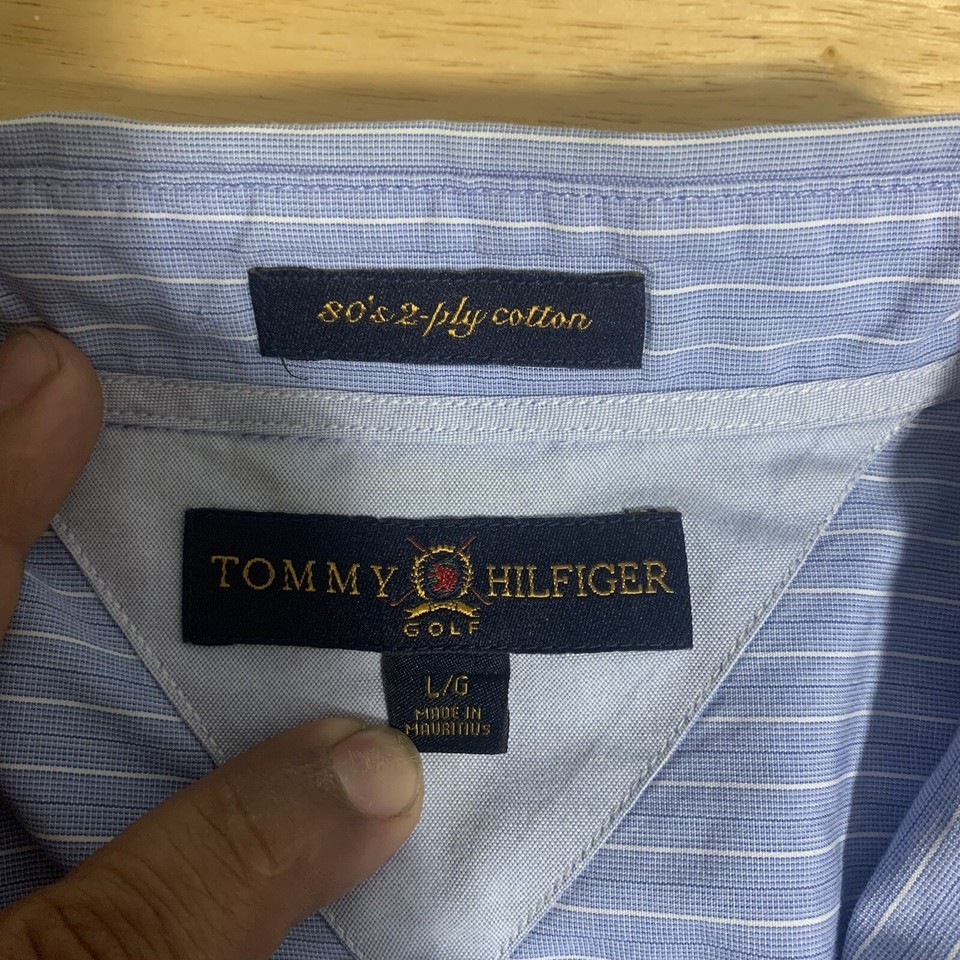 80's 2-ply cotton
TOMMY HILFIGER
GOLF
L/G
MADE IN
MAURITIUS